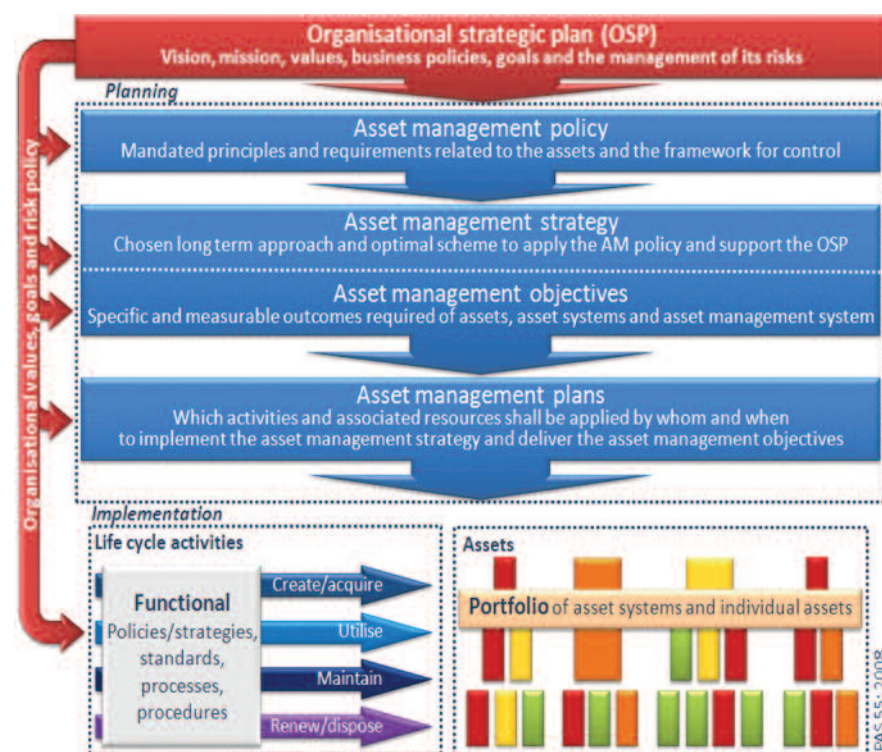 Organisational strategic plan (OSP)
Vision, mission, values, business policies, goals and the management of its risks
Planning
Organisational values, goals and risk policy
Asset management policy
Mandated principles and requirements related to the assets and the framework for control
Asset management strategy
Chosen long term approach and optimal scheme to apply the AM policy and support the OSP
Asset management objectives
Specific and measurable outcomes required of assets, asset systems and asset management system
Asset management plans
Which activities and associated resources shall be applied by whom and when
to implement the asset management strategy and deliver the asset management objectives
Implementation
Life cycle activities
Functional
Policies/strategies,
standards,
processes,
procedures
Create/acquire
Utilise
Maintain
Renew/dispose
Assets
Portfolio of asset systems and individual assets
PAS 55: 2008